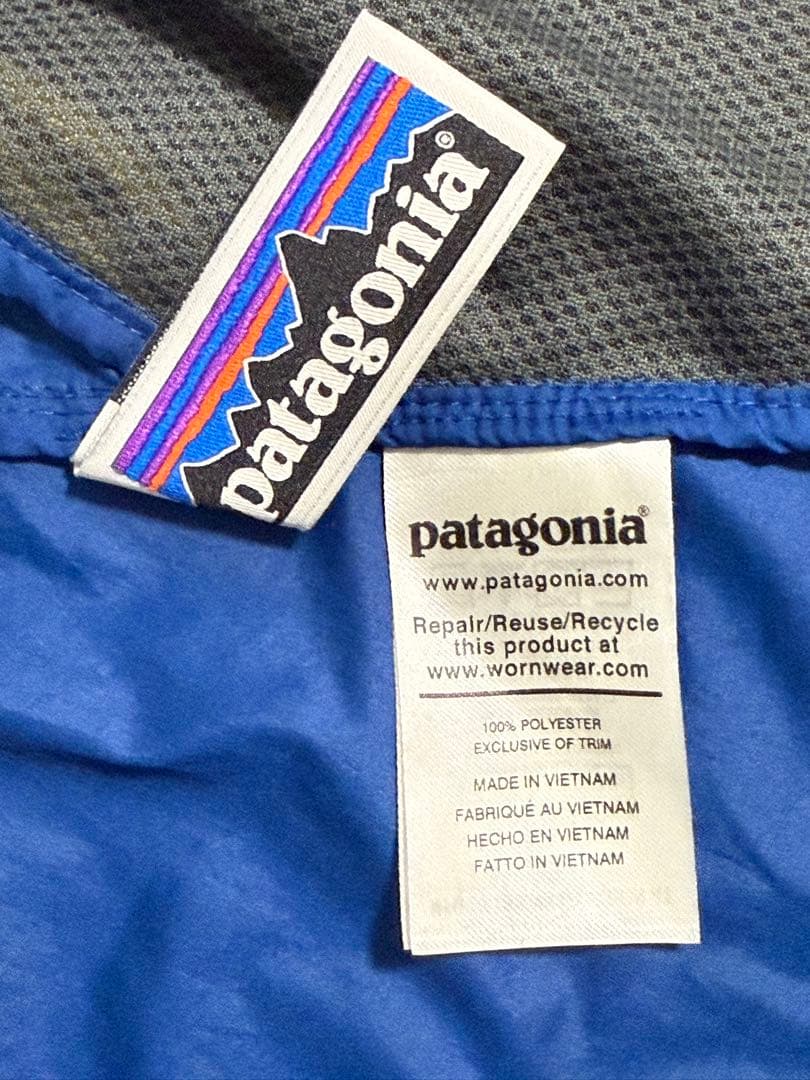 patagonia®
patagonia®
www.patagonia.com
Repair/Reuse/Recycle
this product at
www.wornwear.com
100% POLYESTER
EXCLUSIVE OF TRIM
MADE IN VIETNAM
FABRIQUÉ AU VIETNAM
HECHO EN VIETNAM
FATTO IN VIETNAM